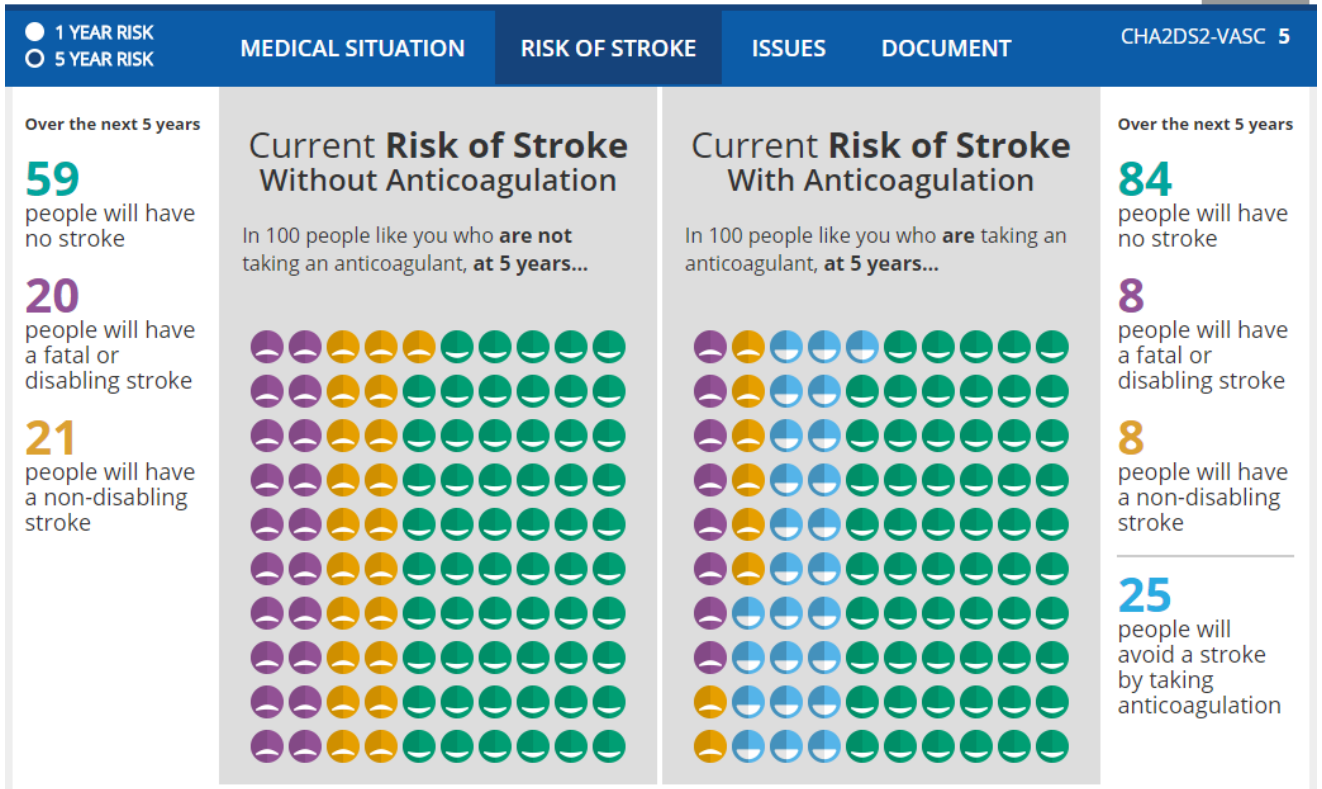 1 YEAR RISK
5 YEAR RISK
MEDICAL SITUATION
RISK OF STROKE
ISSUES
DOCUMENT
CHA2DS2-VASC 5
Over the next 5 years
59
people will have
no stroke
20
people will have
a fatal or
disabling stroke
21
people will have
a non-disabling
stroke
Current Risk of Stroke
Without Anticoagulation
In 100 people like you who are not
taking an anticoagulant, at 5 years...
Current Risk of Stroke
With Anticoagulation
In 100 people like you who are taking an
anticoagulant, at 5 years...
Over the next 5 years
84
people will have
no stroke
8
people will have
a fatal or
disabling stroke
8
people will have
a non-disabling
stroke
25
people will
avoid a stroke
by taking
anticoagulation